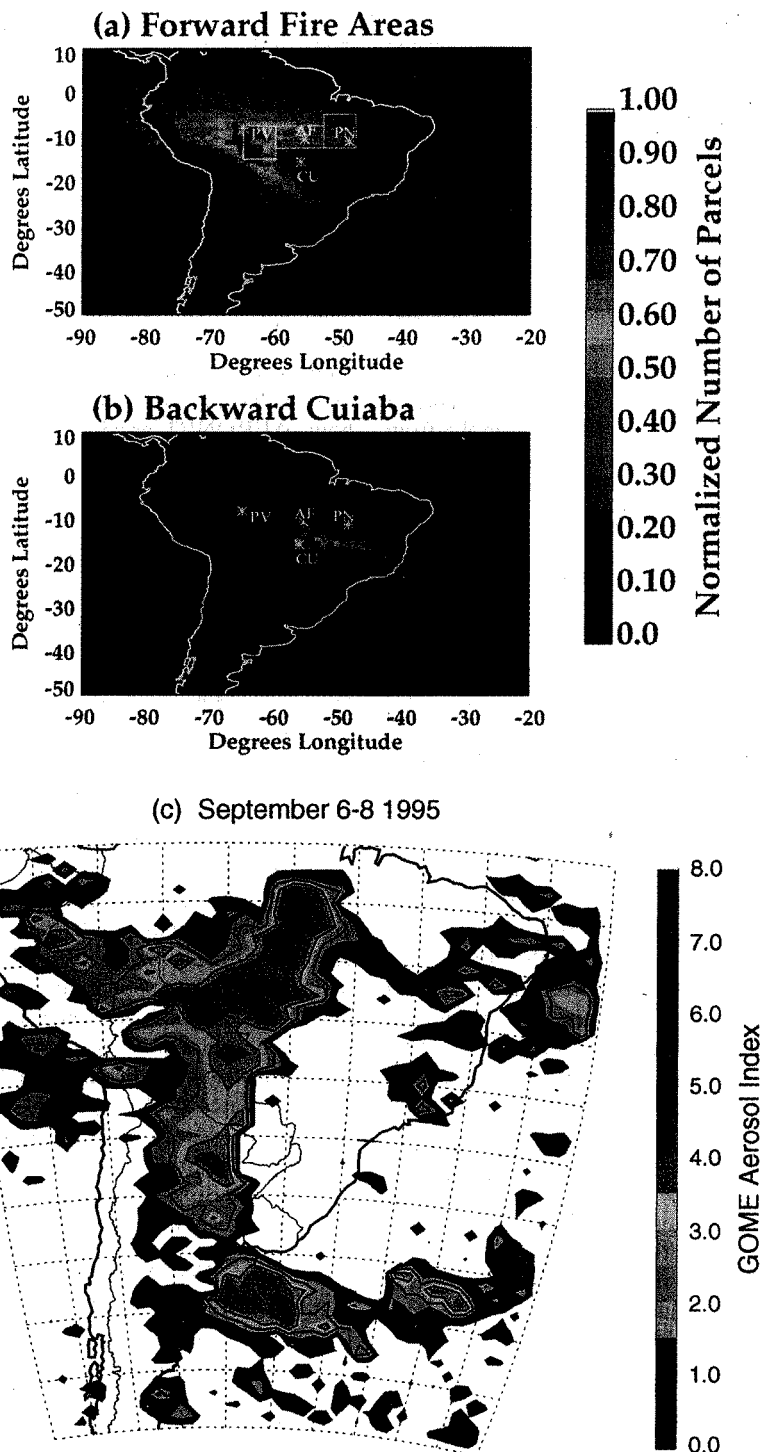 (a) Forward Fire Areas
10
0
-10
-20
-30
-40
-50
Degrees Latitude
PV AF PN
CU
-90 -80 -70 -60 -50 -40 -30 -20
Degrees Longitude
(b) Backward Cuiaba
10
0
-10
-20
-30
-40
-50
Degrees Latitude
PV AF PN
CU
-90 -80 -70 -60 -50 -40 -30 -20
Degrees Longitude
1.00
0.90
0.80
0.70
0.60
0.50
0.40
0.30
0.20
0.10
0.0
Normalized Number of Parcels
(c) September 6-8 1995
8.0
7.0
6.0
5.0
4.0
3.0
2.0
1.0
0.0
GOME Aerosol Index